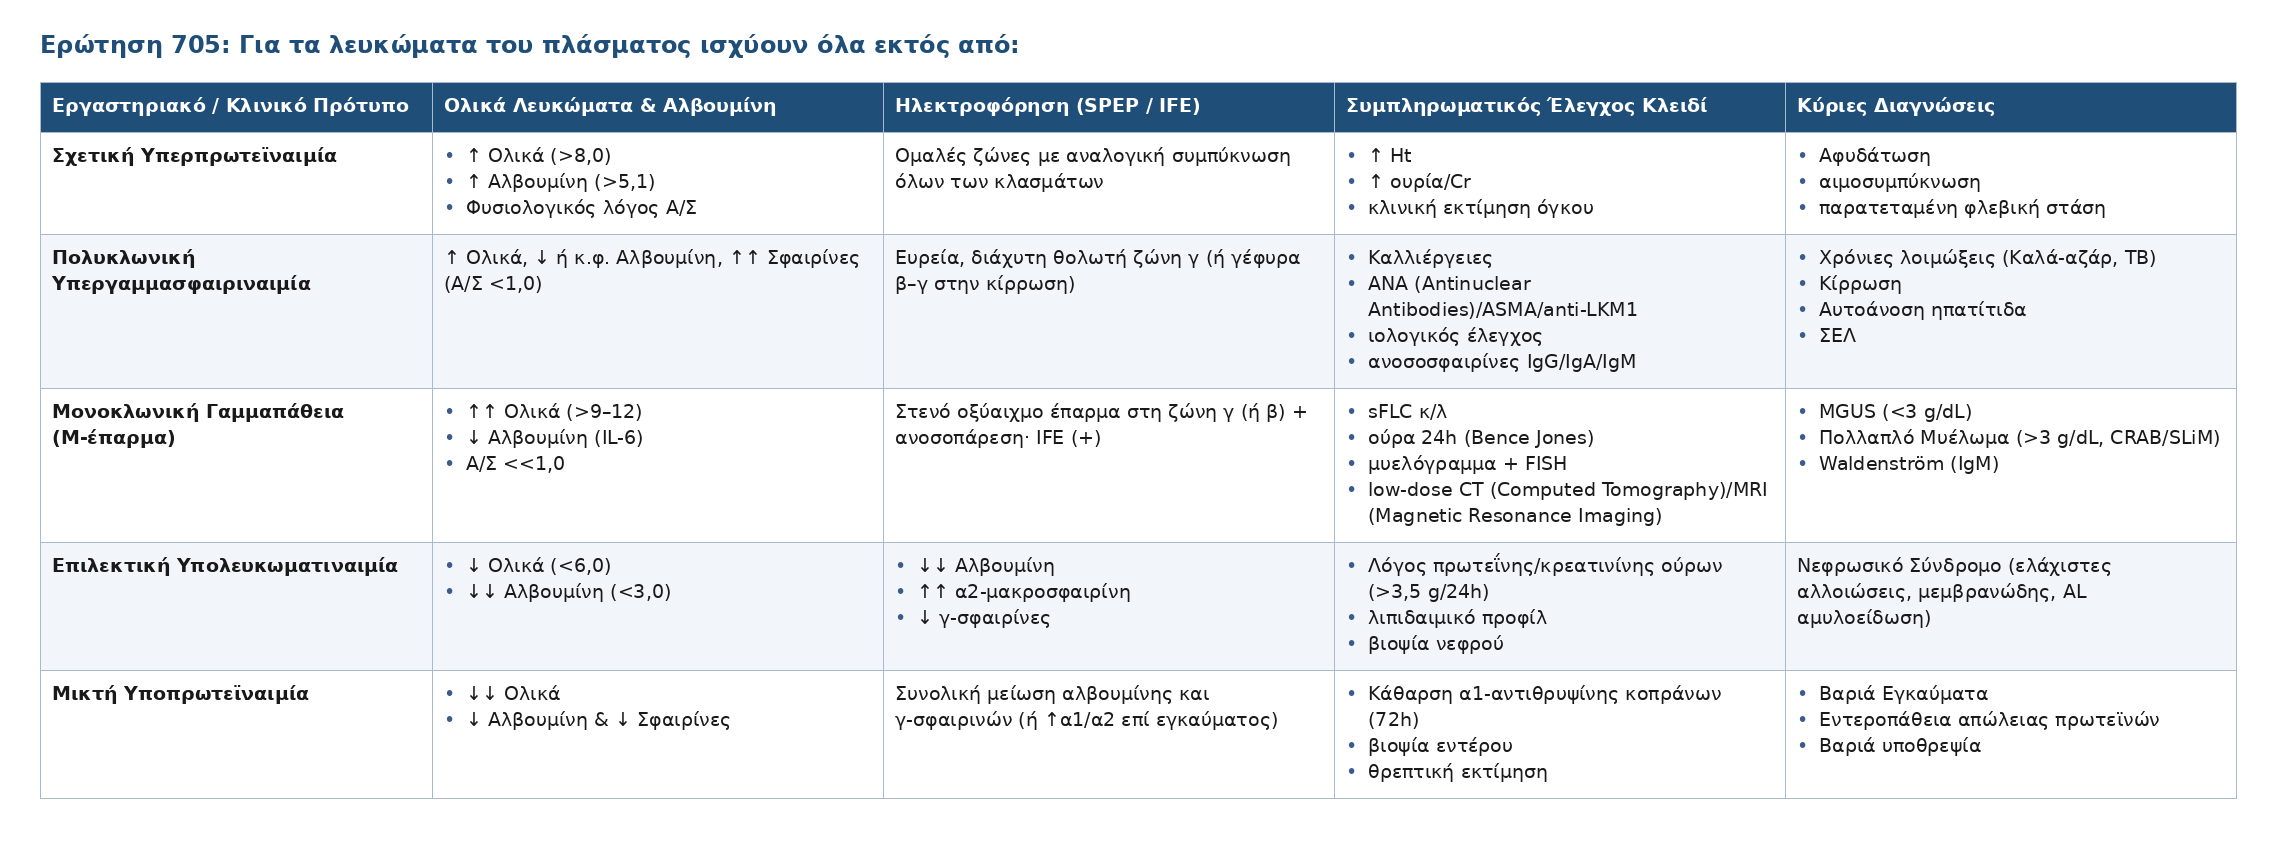 Ερώτηση 705: Για τα λευκώματα του πλάσματος ισχύουν όλα εκτός από:
Εργαστηριακό / Κλινικό Πρότυπο
Ολικά Λευκώματα & Αλβουμίνη
Ηλεκτροφόρηση (SPEP / IFE)
Συμπληρωματικός Έλεγχος Κλειδί
Κύριες Διαγνώσεις
Σχετική Υπερπρωτεϊναιμία
• ↑ Ολικά (>8,0)
• ↑ Αλβουμίνη (>5,1)
• Φυσιολογικός λόγος Α/Σ
Ομαλές ζώνες με αναλογική συμπύκνωση
όλων των κλασμάτων
• ↑ Ht
• ↑ ουρία/Cr
• κλινική εκτίμηση όγκου
• Αφυδάτωση
• αιμοσυμπύκνωση
• παρατεταμένη φλεβική στάση
Πολυκλωνική
Υπεργαμμασφαιριναιμία
↑ Ολικά, ↓ ή κ.φ. Αλβουμίνη, ↑↑ Σφαιρίνες
(Α/Σ <1,0)
Ευρεία, διάχυτη θολωτή ζώνη γ (ή γέφυρα
β–γ στην κίρρωση)
• Καλλιέργειες
• ANA (Antinuclear
Antibodies)/ASMA/anti-LKM1
• ιολογικός έλεγχος
• ανοσοσφαιρίνες IgG/IgA/IgM
• Χρόνιες λοιμώξεις (Καλά-αζάρ, TB)
• Κίρρωση
• Αυτοάνοση ηπατίτιδα
• ΣΕΛ
Μονοκλωνική Γαμμαπάθεια
(Μ-έπαρμα)
• ↑↑ Ολικά (>9–12)
• ↓ Αλβουμίνη (IL-6)
• Α/Σ <<1,0
Στενό οξύαιχμο έπαρμα στη ζώνη γ (ή β) +
ανοσοπάρεση· IFE (+)
• sFLC κ/λ
• ούρα 24h (Bence Jones)
• μυελόγραμμα + FISH
• low-dose CT (Computed Tomography)/MRI
(Magnetic Resonance Imaging)
• MGUS (<3 g/dL)
• Πολλαπλό Μυέλωμα (>3 g/dL, CRAB/SLiM)
• Waldenström (IgM)
Επιλεκτική Υπολευκωματιναιμία
• ↓ Ολικά (<6,0)
• ↓↓ Αλβουμίνη (<3,0)
• ↓↓ Αλβουμίνη
• ↑↑ α2-μακροσφαιρίνη
• ↓ γ-σφαιρίνες
• Λόγος πρωτεΐνης/κρεατινίνης ούρων
(>3,5 g/24h)
• λιπιδαιμικό προφίλ
• βιοψία νεφρού
Νεφρωσικό Σύνδρομο (ελάχιστες
αλλοιώσεις, μεμβρανώδης, AL
αμυλοείδωση)
Μικτή Υποπρωτεϊναιμία
• ↓↓ Ολικά
• ↓ Αλβουμίνη & ↓ Σφαιρίνες
Συνολική μείωση αλβουμίνης και
γ-σφαιρινών (ή ↑α1/α2 επί εγκαύματος)
• Κάθαρση α1-αντιθρυψίνης κοπράνων
(72h)
• βιοψία εντέρου
• θρεπτική εκτίμηση
• Βαριά Εγκαύματα
• Εντεροπάθεια απώλειας πρωτεϊνών
• Βαριά υποθρεψία